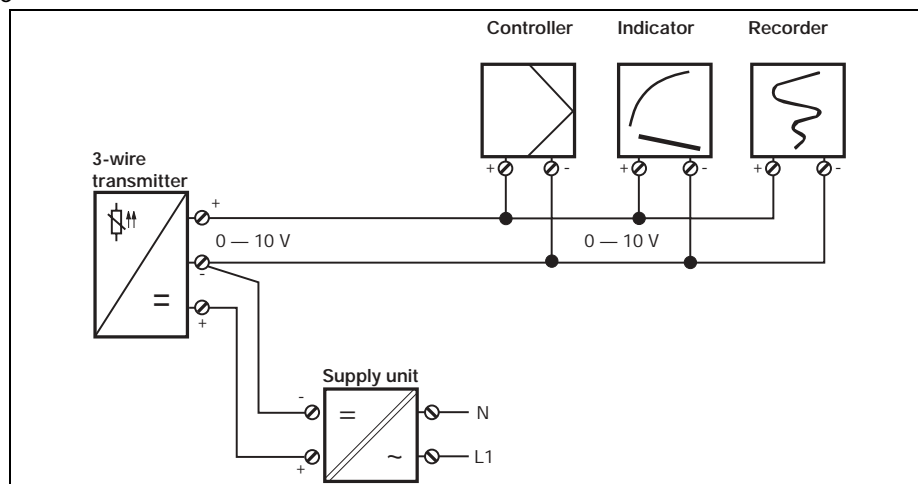 Controller Indicator Recorder
3-wire
transmitter
+ - + - + -
+
0 — 10 V 0 — 10 V
-
=
+
Supply unit
-
= N
+ ~ L1